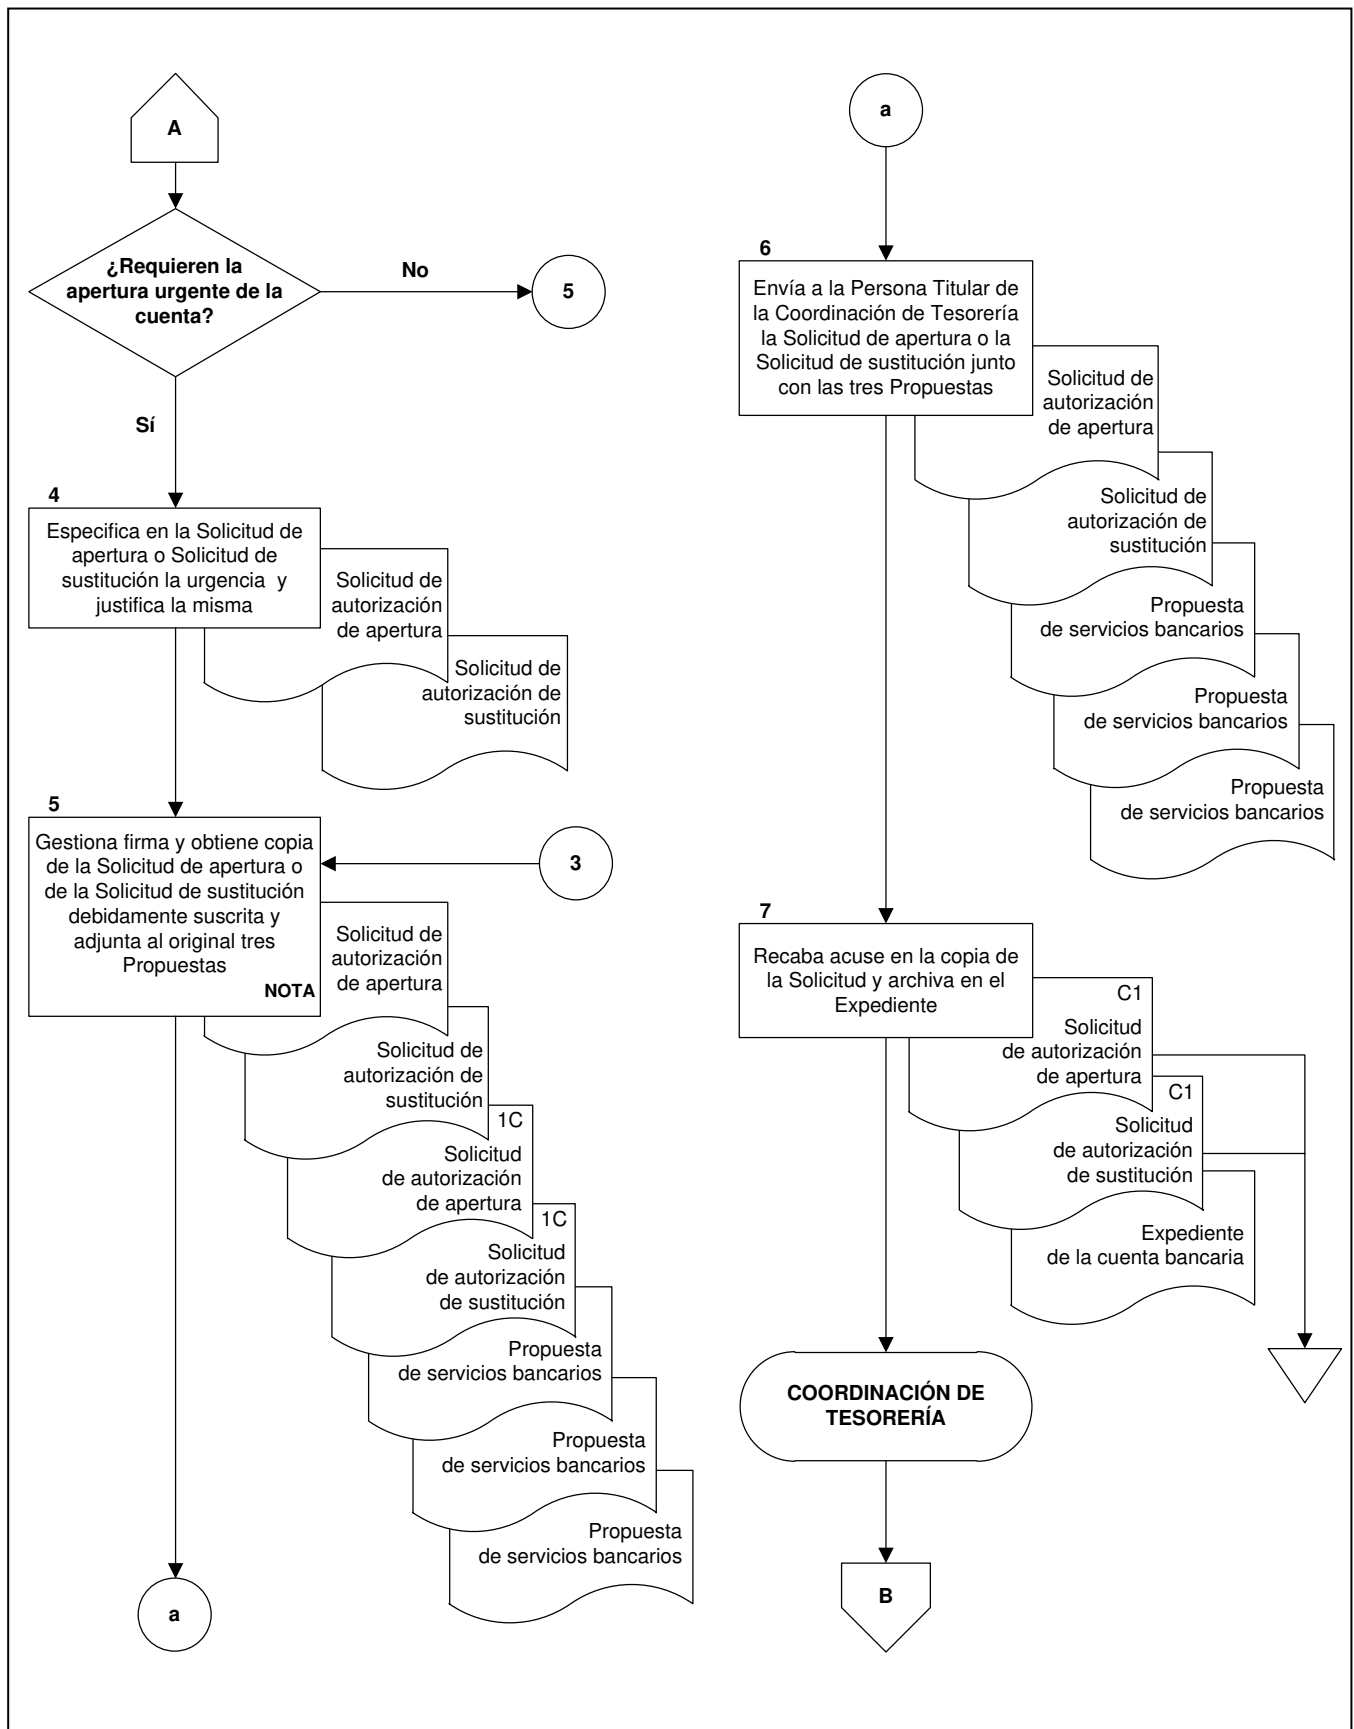 A
¿Requieren la
apertura urgente de la
cuenta?
No
5
Sí
4
Especifica en la Solicitud de
apertura o Solicitud de
sustitución la urgencia y
justifica la misma
Solicitud de
autorización
de apertura
Solicitud de
autorización de
sustitución
5
Gestiona firma y obtiene copia
de la Solicitud de apertura o
de la Solicitud de sustitución
debidamente suscrita y
adjunta al original tres
Propuestas
NOTA
3
Solicitud de
autorización
de apertura
Solicitud de
autorización de
sustitución
1C
Solicitud
de autorización
de apertura
1C
Solicitud
de autorización
de sustitución
Propuesta
de servicios bancarios
Propuesta
de servicios bancarios
Propuesta
de servicios bancarios
a
a
6
Envía a la Persona Titular de
la Coordinación de Tesorería
la Solicitud de apertura o la
Solicitud de sustitución junto
con las tres Propuestas
Solicitud de
autorización
de apertura
Solicitud de
autorización de
sustitución
Propuesta
de servicios bancarios
Propuesta
de servicios bancarios
Propuesta
de servicios bancarios
7
Recaba acuse en la copia de
la Solicitud y archiva en el
Expediente
C1
Solicitud
de autorización
de apertura
C1
Solicitud
de autorización
de sustitución
Expediente
de la cuenta bancaria
COORDINACIÓN DE
TESORERÍA
B